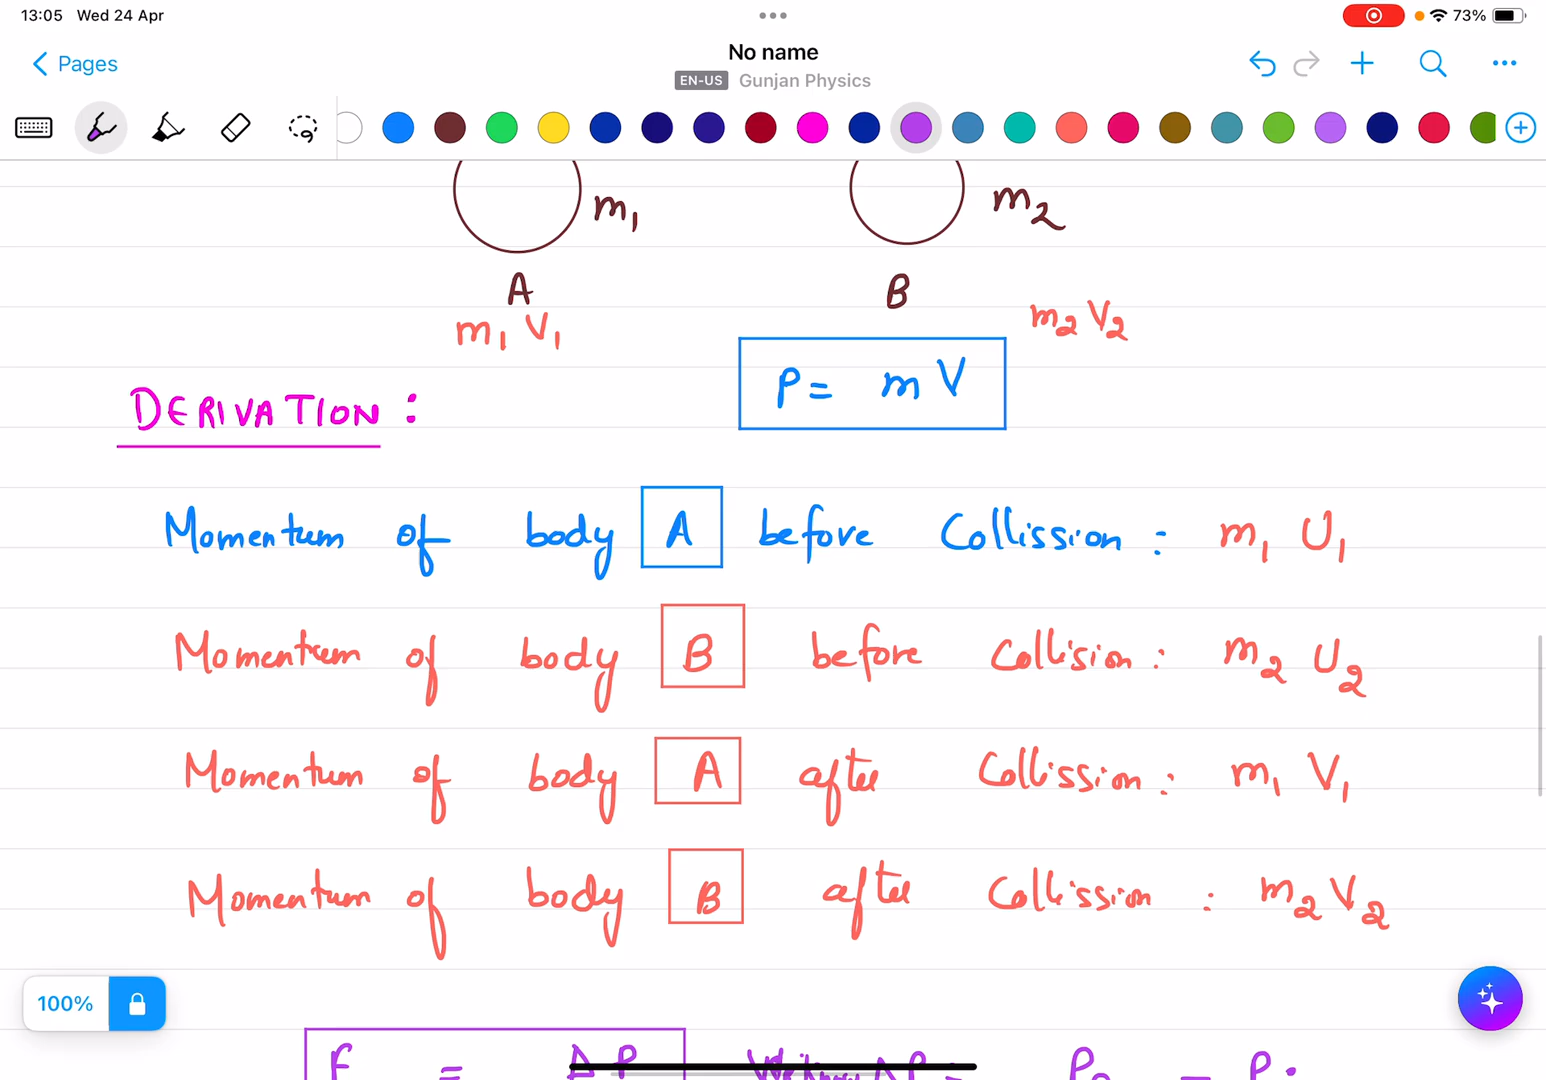 13:05 Wed 24 Apr
73%
Pages
No name
EN-US Gunjan Physics
m1 m2
A B
m1 V1 m2 V2
P = m V
DERIVATION :
Momentum of body A before Collission : m1 U1
Momentum of body B before Collision : m2 U2
Momentum of body A after Collission : m1 V1
Momentum of body B after Collission : m2 V2
100%
F = ΔP